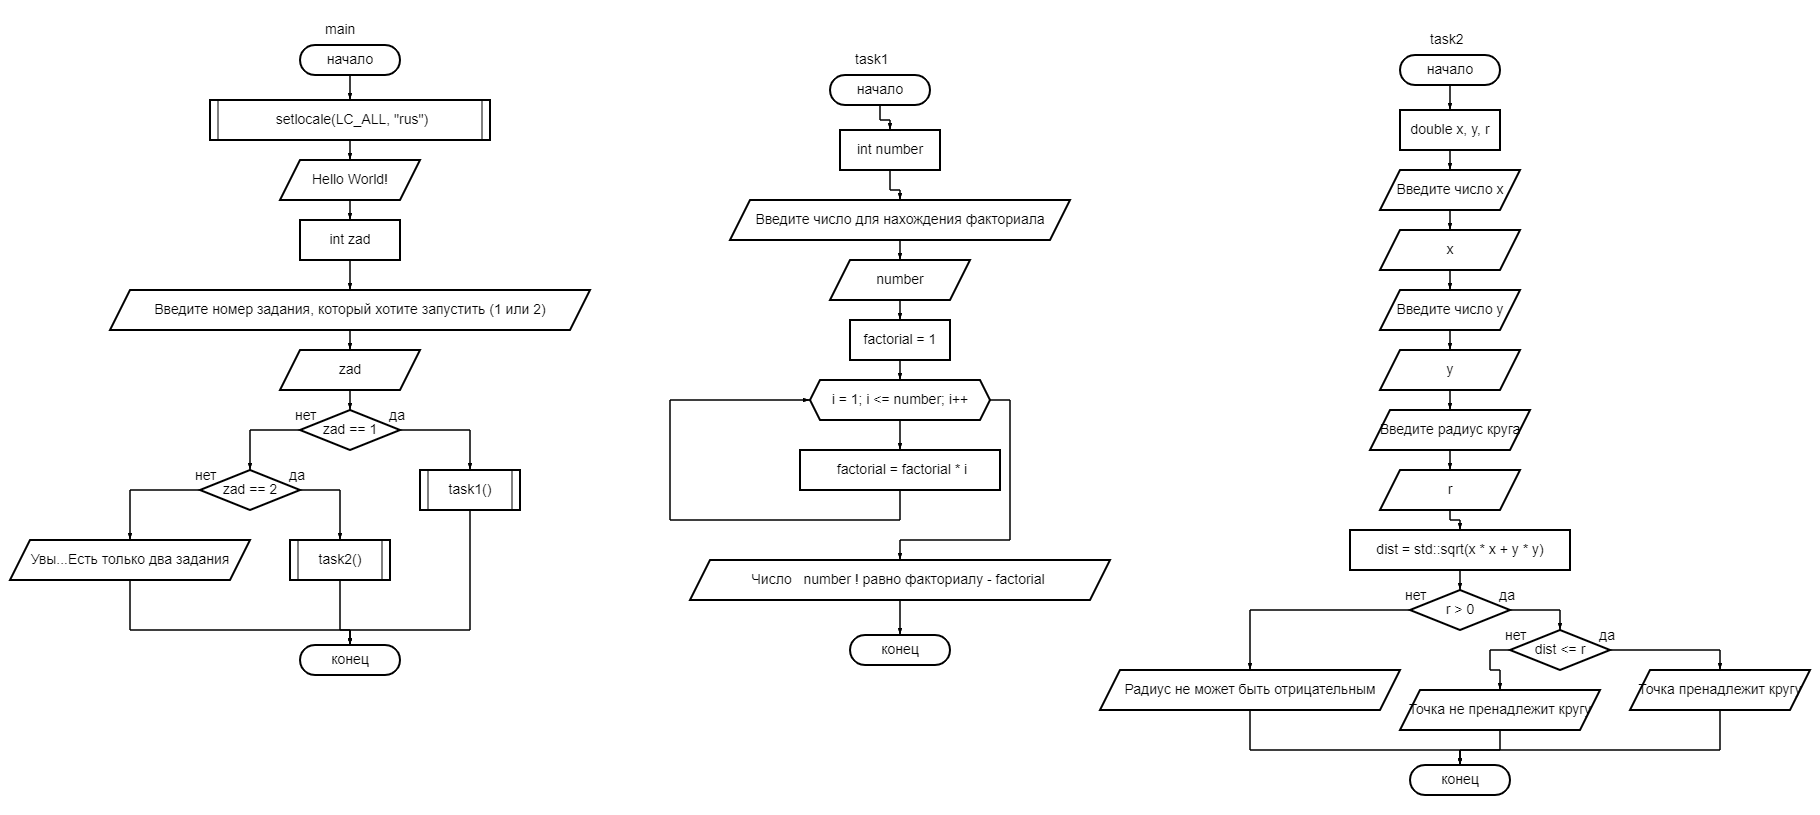 main
начало
setlocale(LC_ALL, "rus")
Hello World!
int zad
Введите номер задания, который хотите запустить (1 или 2)
zad
нет
да
zad == 1
нет
да
zad == 2
task1()
Увы...Есть только два задания
task2()
конец
task1
начало
int number
Введите число для нахождения факториала
number
factorial = 1
i = 1; i <= number; i++
factorial = factorial * i
Число number ! равно факториалу - factorial
конец
task2
начало
double x, y, r
Введите число x
x
Введите число y
y
Введите радиус круга
r
dist = std::sqrt(x * x + y * y)
нет
да
r > 0
нет
да
dist <= r
Радиус не может быть отрицательным
Точка не пренадлежит кругу
Точка пренадлежит кругу
конец